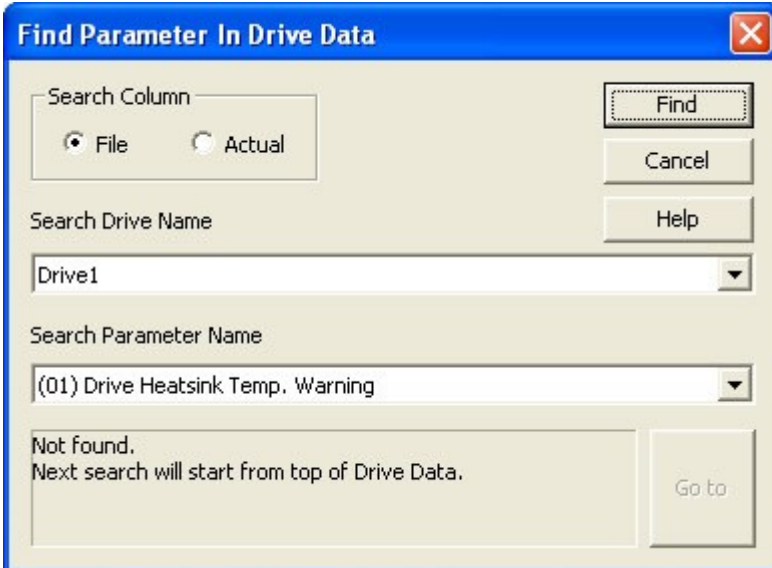 Find Parameter In Drive Data
Search Column
File
Actual
Find
Cancel
Help
Search Drive Name
Drive1
Search Parameter Name
(01) Drive Heatsink Temp. Warning
Not found.
Next search will start from top of Drive Data.
Go to